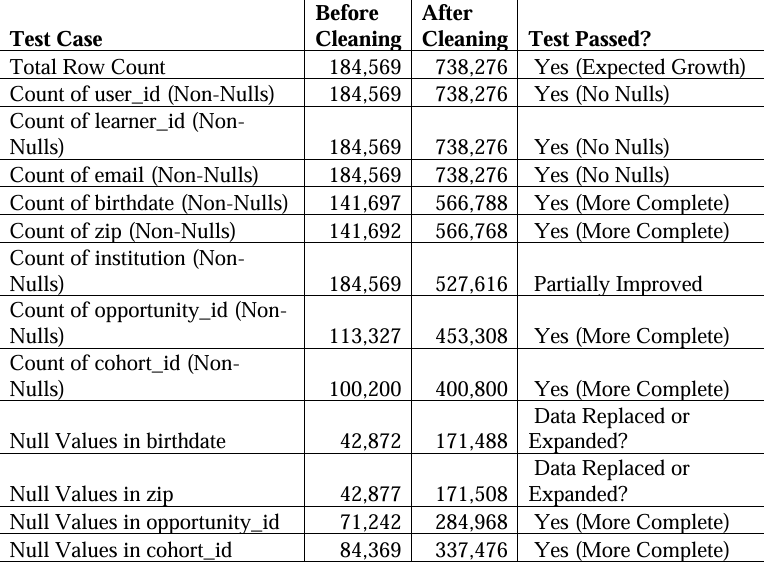 Test Case Before Cleaning After Cleaning Test Passed?
Total Row Count 184,569 738,276 Yes (Expected Growth)
Count of user_id (Non-Nulls) 184,569 738,276 Yes (No Nulls)
Count of learner_id (Non-
Nulls) 184,569 738,276 Yes (No Nulls)
Count of email (Non-Nulls) 184,569 738,276 Yes (No Nulls)
Count of birthdate (Non-Nulls) 141,697 566,788 Yes (More Complete)
Count of zip (Non-Nulls) 141,692 566,768 Yes (More Complete)
Count of institution (Non-
Nulls) 184,569 527,616 Partially Improved
Count of opportunity_id (Non-
Nulls) 113,327 453,308 Yes (More Complete)
Count of cohort_id (Non-
Nulls) 100,200 400,800 Yes (More Complete)
Data Replaced or
Null Values in birthdate 42,872 171,488 Expanded?
Data Replaced or
Null Values in zip 42,877 171,508 Expanded?
Null Values in opportunity_id 71,242 284,968 Yes (More Complete)
Null Values in cohort_id 84,369 337,476 Yes (More Complete)